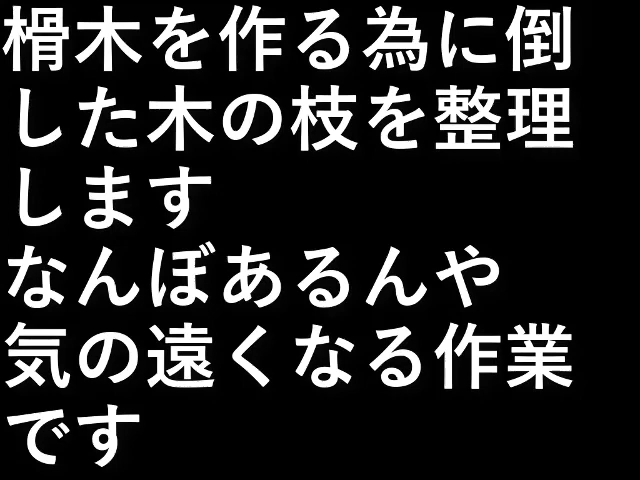 榾木を作る為に倒
した木の枝を整理
します
なんぼあるんや
気の遠くなる作業
です